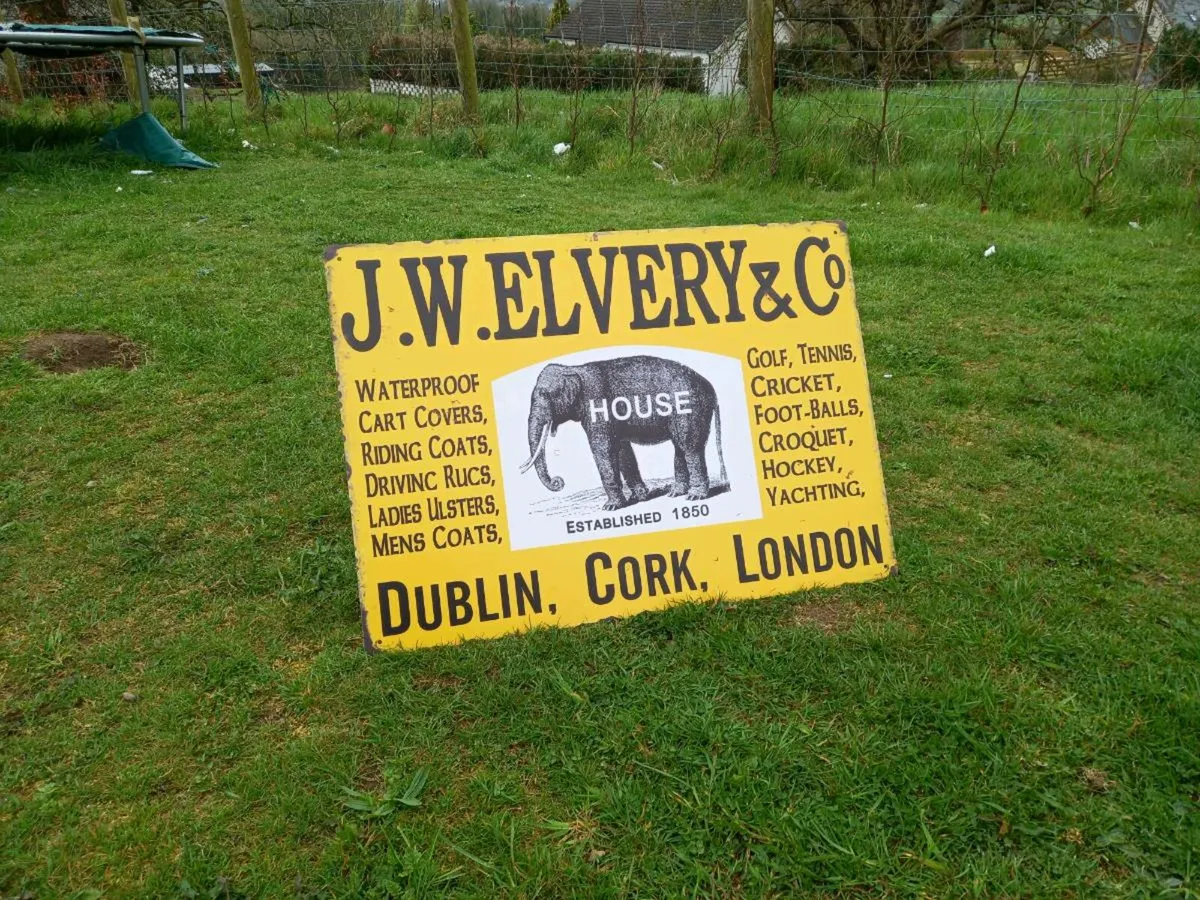 J.W.ELVERY & Co
WATERPROOF
CART COVERS,
RIDING COATS,
DRIVINC RUCS,
LADIES ULSTERS,
MENS COATS,
HOUSE
ESTABLISHED 1850
GOLF, TENNIS,
CRICKET,
FOOT-BALLS,
CROQUET,
HOCKEY,
YACHTING,
DUBLIN, CORK, LONDON